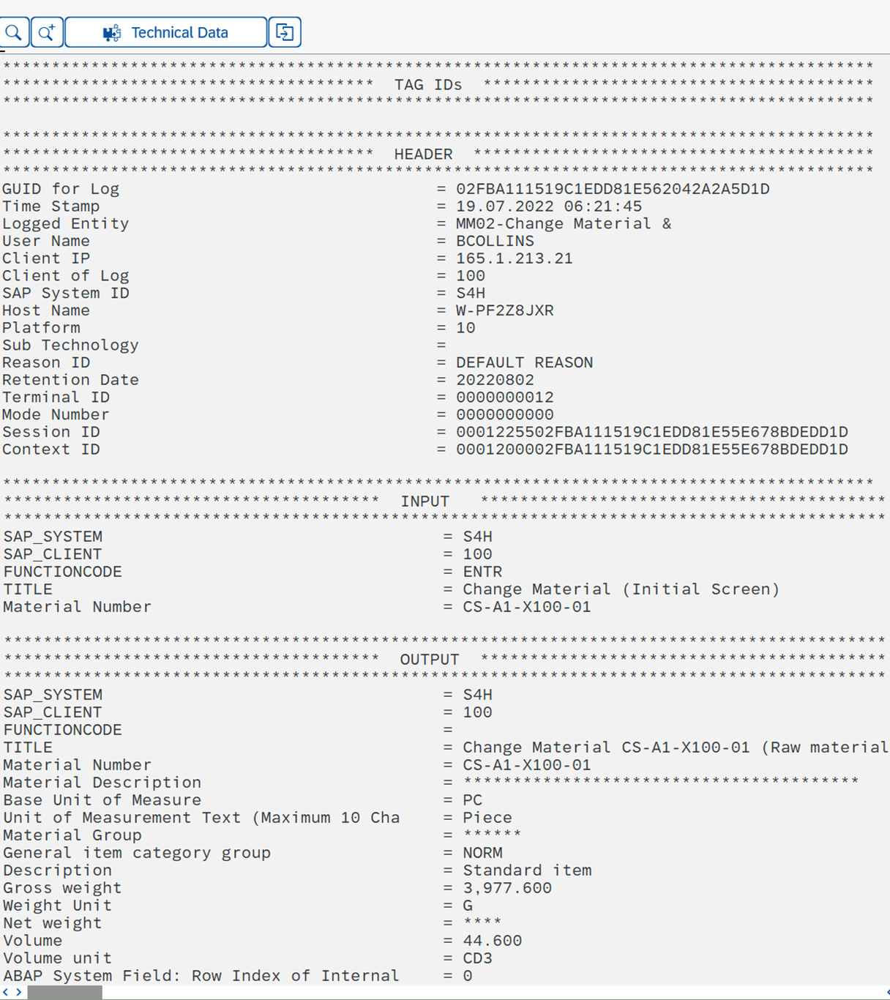 Technical Data
TAG IDs
HEADER
GUID for Log = 02FBA111519C1EDD81E562042A2A5D1D
Time Stamp = 19.07.2022 06:21:45
Logged Entity = MM02-Change Material &
User Name = BCOLLINS
Client IP = 165.1.213.21
Client of Log = 100
SAP System ID = S4H
Host Name = W-PF2Z8JXR
Platform = 10
Sub Technology =
Reason ID = DEFAULT REASON
Retention Date = 20220802
Terminal ID = 0000000012
Mode Number = 0000000000
Session ID = 0001225502FBA111519C1EDD81E55E678BDEDD1D
Context ID = 0001200002FBA111519C1EDD81E55E678BDEDD1D
INPUT
SAP_SYSTEM = S4H
SAP_CLIENT = 100
FUNCTIONCODE = ENTR
TITLE = Change Material (Initial Screen)
Material Number = CS-A1-X100-01
OUTPUT
SAP_SYSTEM = S4H
SAP_CLIENT = 100
FUNCTIONCODE =
TITLE = Change Material CS-A1-X100-01 (Raw material
Material Number = CS-A1-X100-01
Material Description = ****************************************
Base Unit of Measure = PC
Unit of Measurement Text (Maximum 10 Cha = Piece
Material Group = ******
General item category group = NORM
Description = Standard item
Gross weight = 3,977.600
Weight Unit = G
Net weight = ****
Volume = 44.600
Volume unit = CD3
ABAP System Field: Row Index of Internal = 0